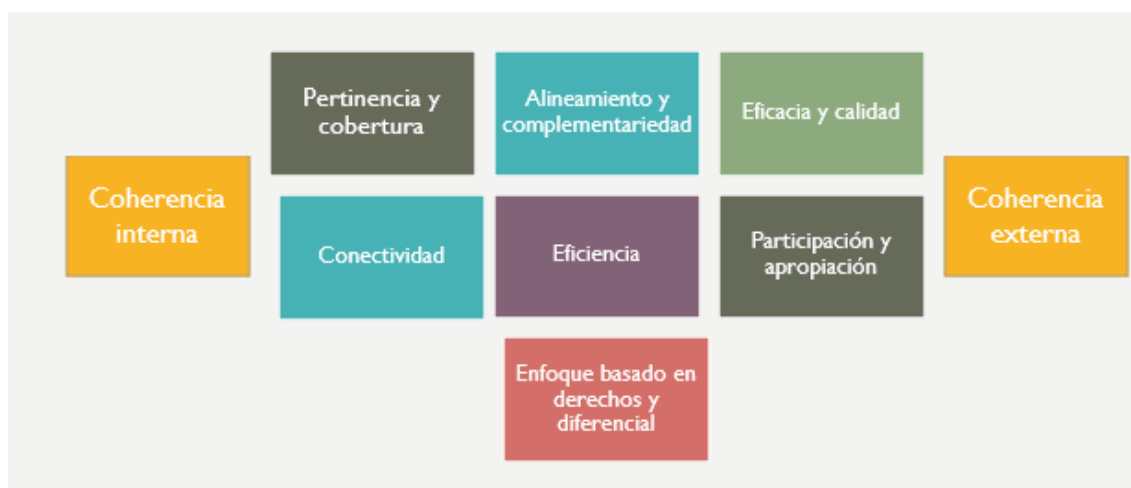 Pertinencia y
cobertura
Alineamiento y
complementariedad
Eficacia y calidad
Coherencia
interna
Coherencia
externa
Conectividad
Eficiencia
Participación y
apropiación
Enfoque basado en
derechos y
diferencial